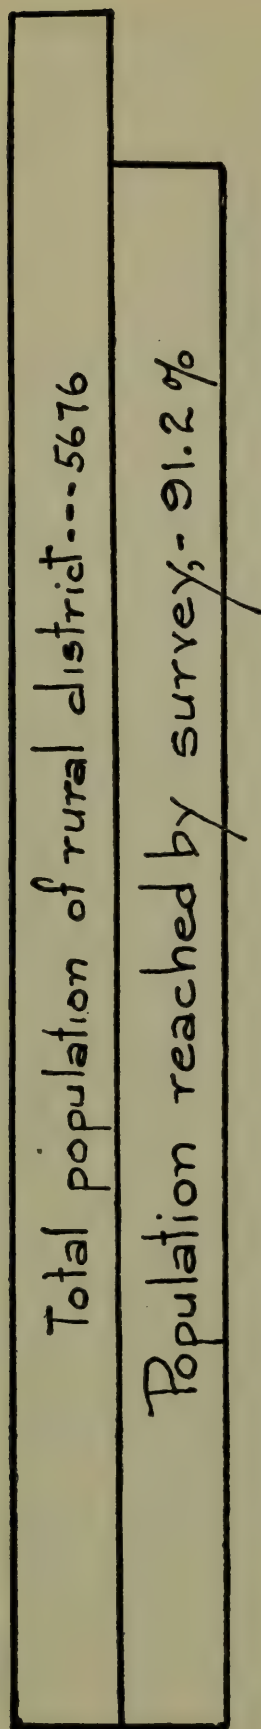 Total population of rural district---5676
Population reached by survey,- 91.2%